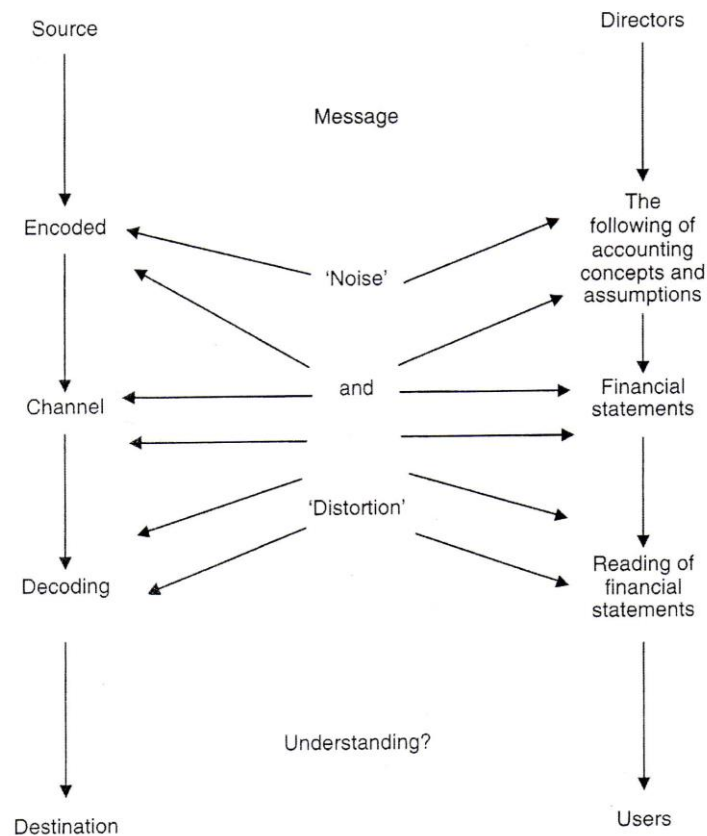 Source
Directors
Message
Encoded
The
following of
accounting
concepts and
assumptions
'Noise'
and
Channel
Financial
statements
'Distortion'
Decoding
Reading of
financial
statements
Understanding?
Destination
Users